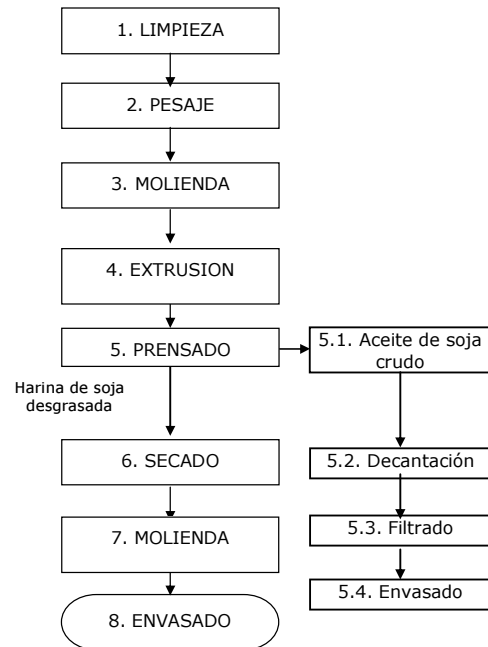 1. LIMPIEZA
2. PESAJE
3. MOLIENDA
4. EXTRUSION
5. PRENSADO
5.1. Aceite de soja
crudo
Harina de soja
desgrasada
6. SECADO
5.2. Decantación
7. MOLIENDA
5.3. Filtrado
8. ENVASADO
5.4. Envasado